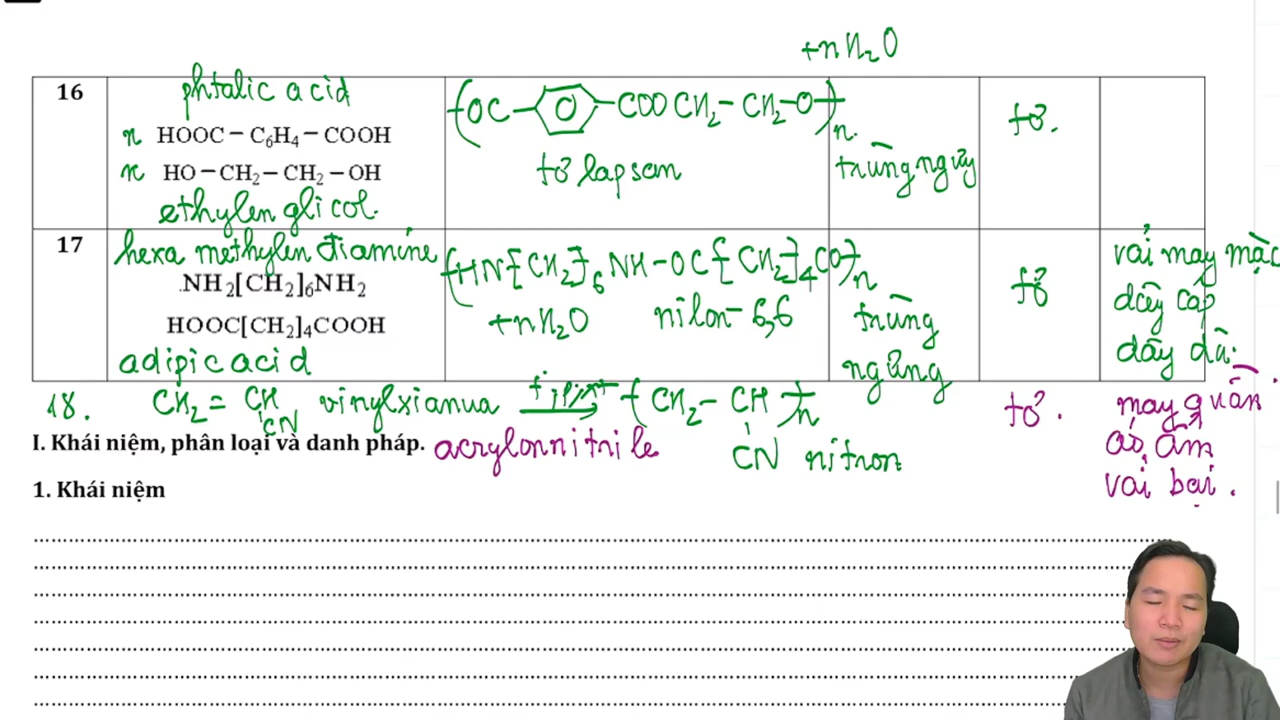 +nH₂O
16
phtalic acid
n HOOC – C₆H₄ – COOH
n HO – CH₂ – CH₂ – OH
ethylen glicol.
(OC – – COO CH₂ – CH₂ – O)n
tơ lapsan
trùng ngưng
tơ.
17
hexa methylen điamine
NH₂[CH₂]₆NH₂
HOOC[CH₂]₄COOH
adipic acid
(HN[CH₂]₆NH – OC[CH₂]₄CO)n
+nH₂O nilon – 6,6
trùng
ngưng
tơ
vải may mặc
dây cáp
dây dù.
18. CH₂ = CH vinylxianua (CH₂ – CH)n tơ.
CN
CN nitron
acrylonnitrile
may quần
áo ấm
vải bạt.
I. Khái niệm, phân loại và danh pháp.
1. Khái niệm